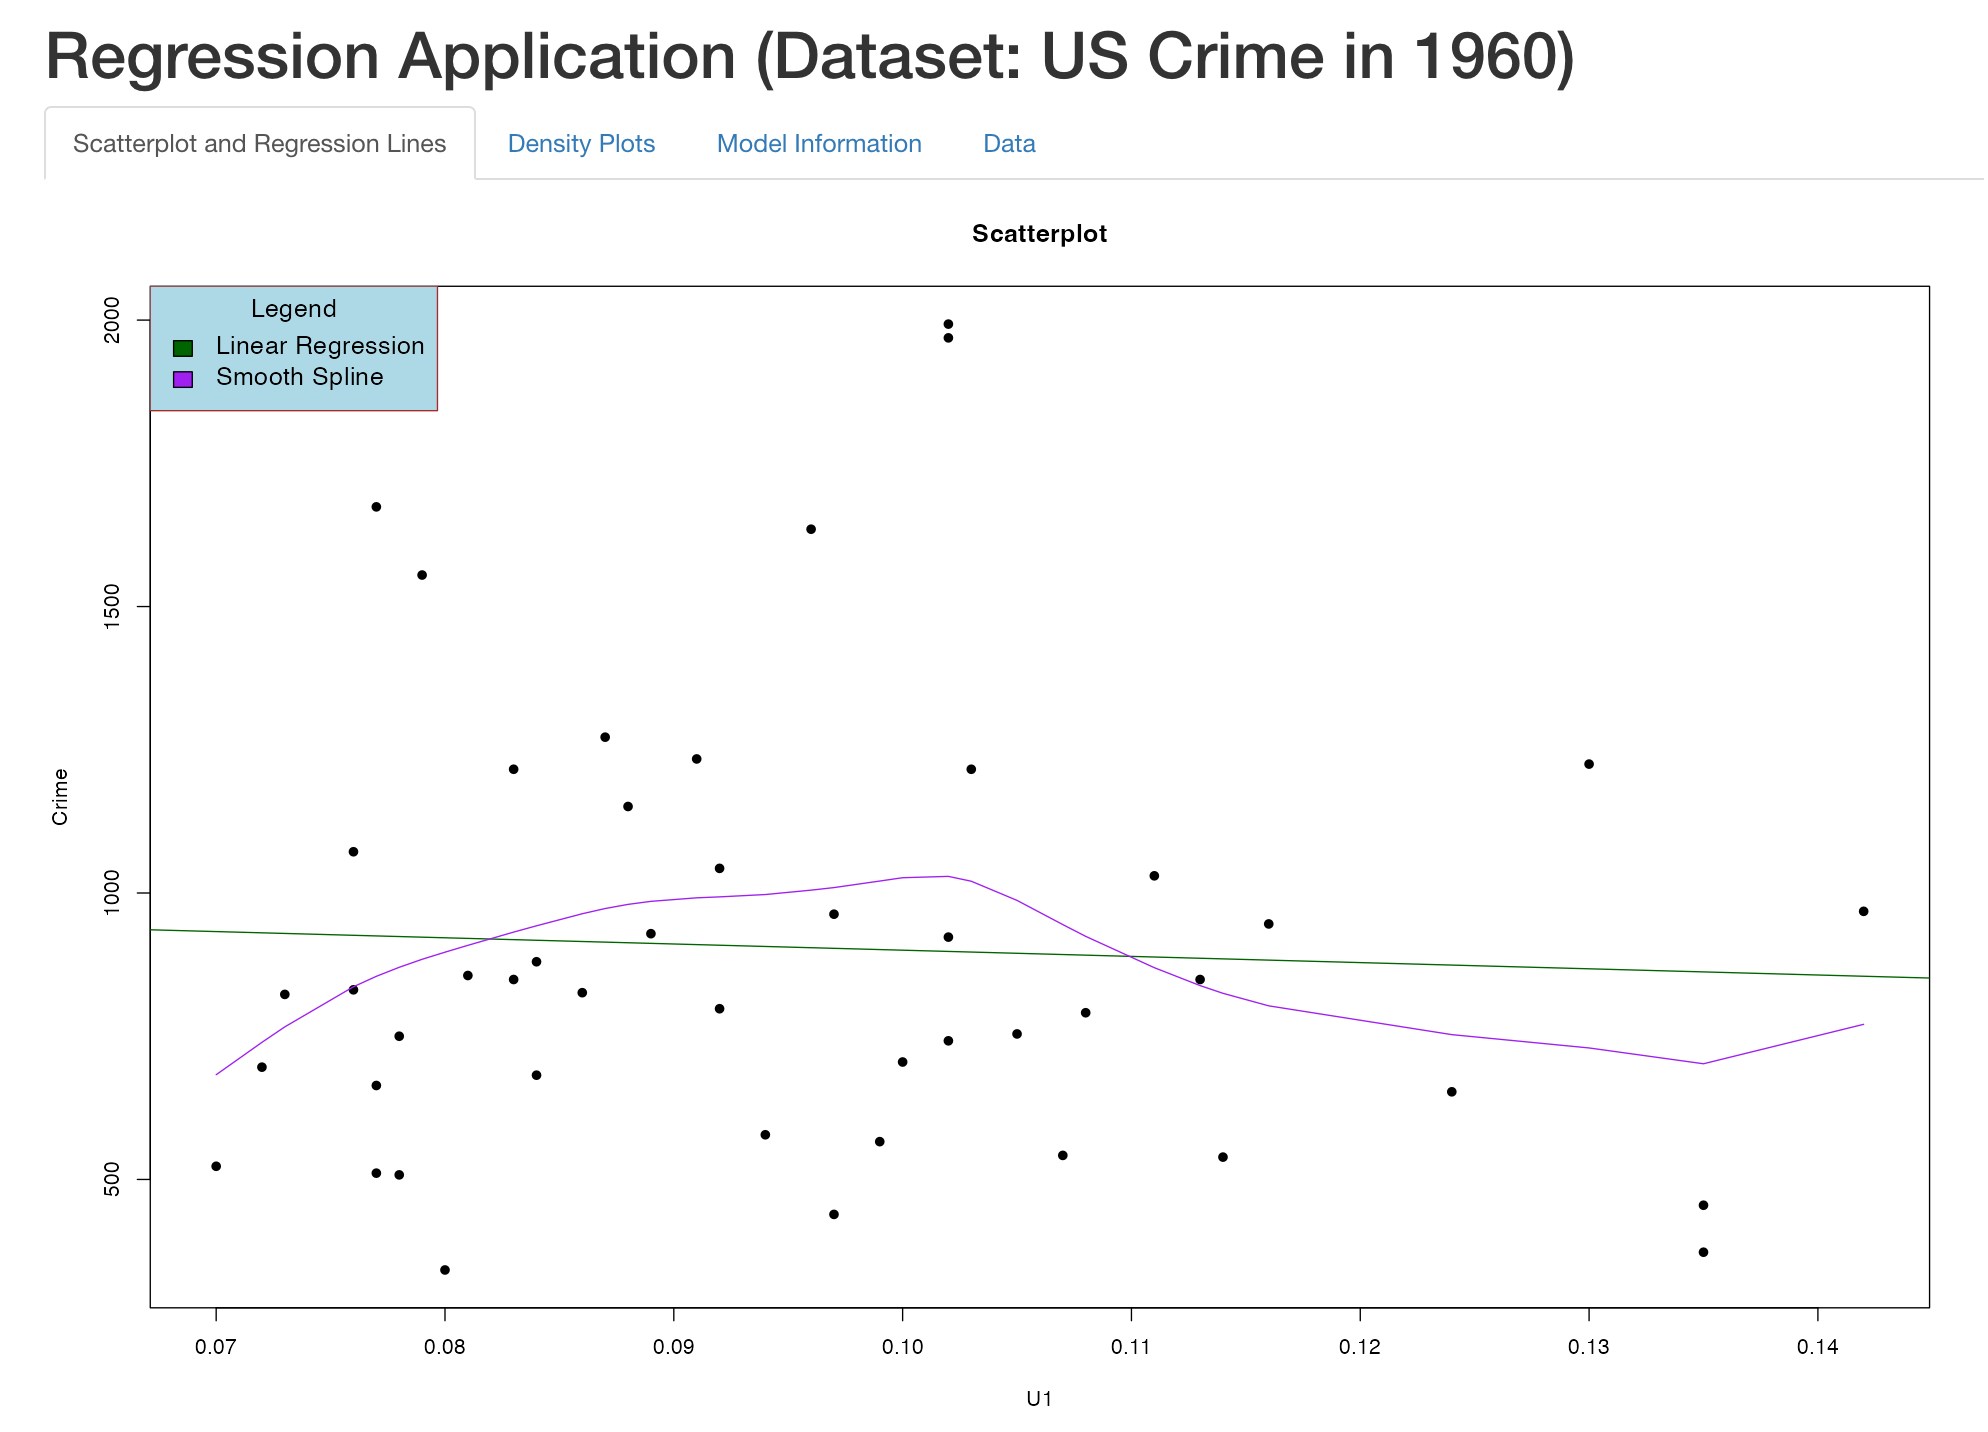 Regression Application (Dataset: US Crime in 1960)
Scatterplot and Regression Lines Density Plots Model Information Data
Scatterplot
Legend
Linear Regression
Smooth Spline
2000
1500
1000
500
Crime
0.07 0.08 0.09 0.10 0.11 0.12 0.13 0.14
U1